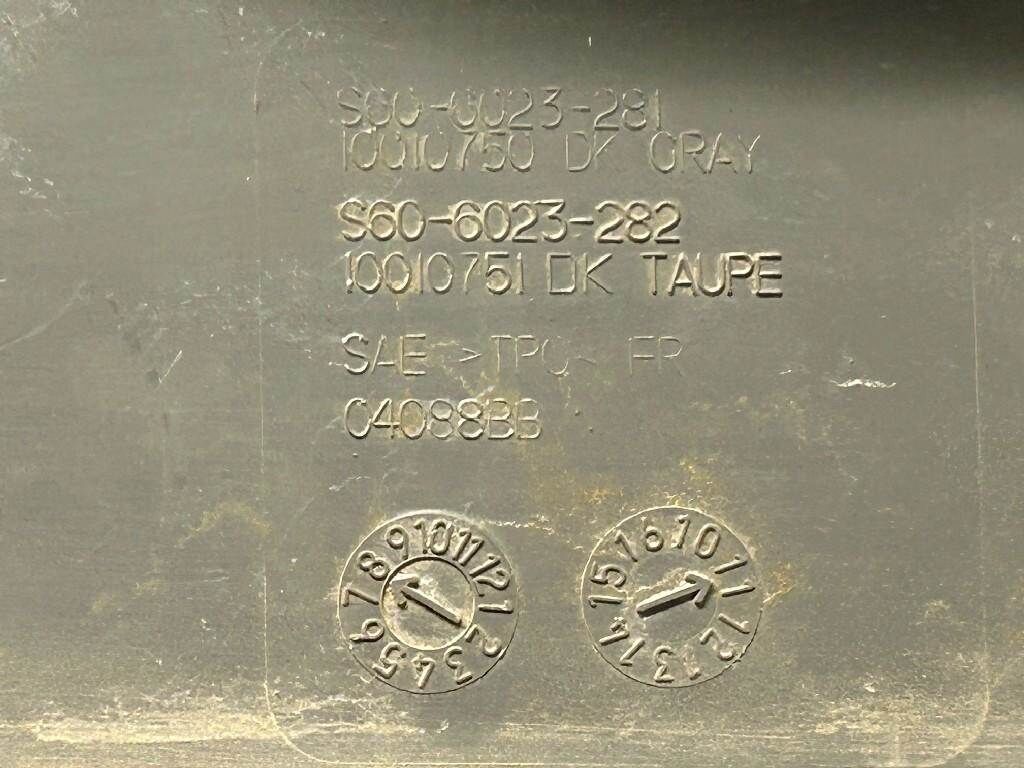 S60-6023-281
10010750 DK GRAY
S60-6023-282
10010751 DK TAUPE
SAE >TPO< FR
04088BB
1 2 3 4 5 6 7 8 9 10 11 12
10 11 12 13 14 15 16